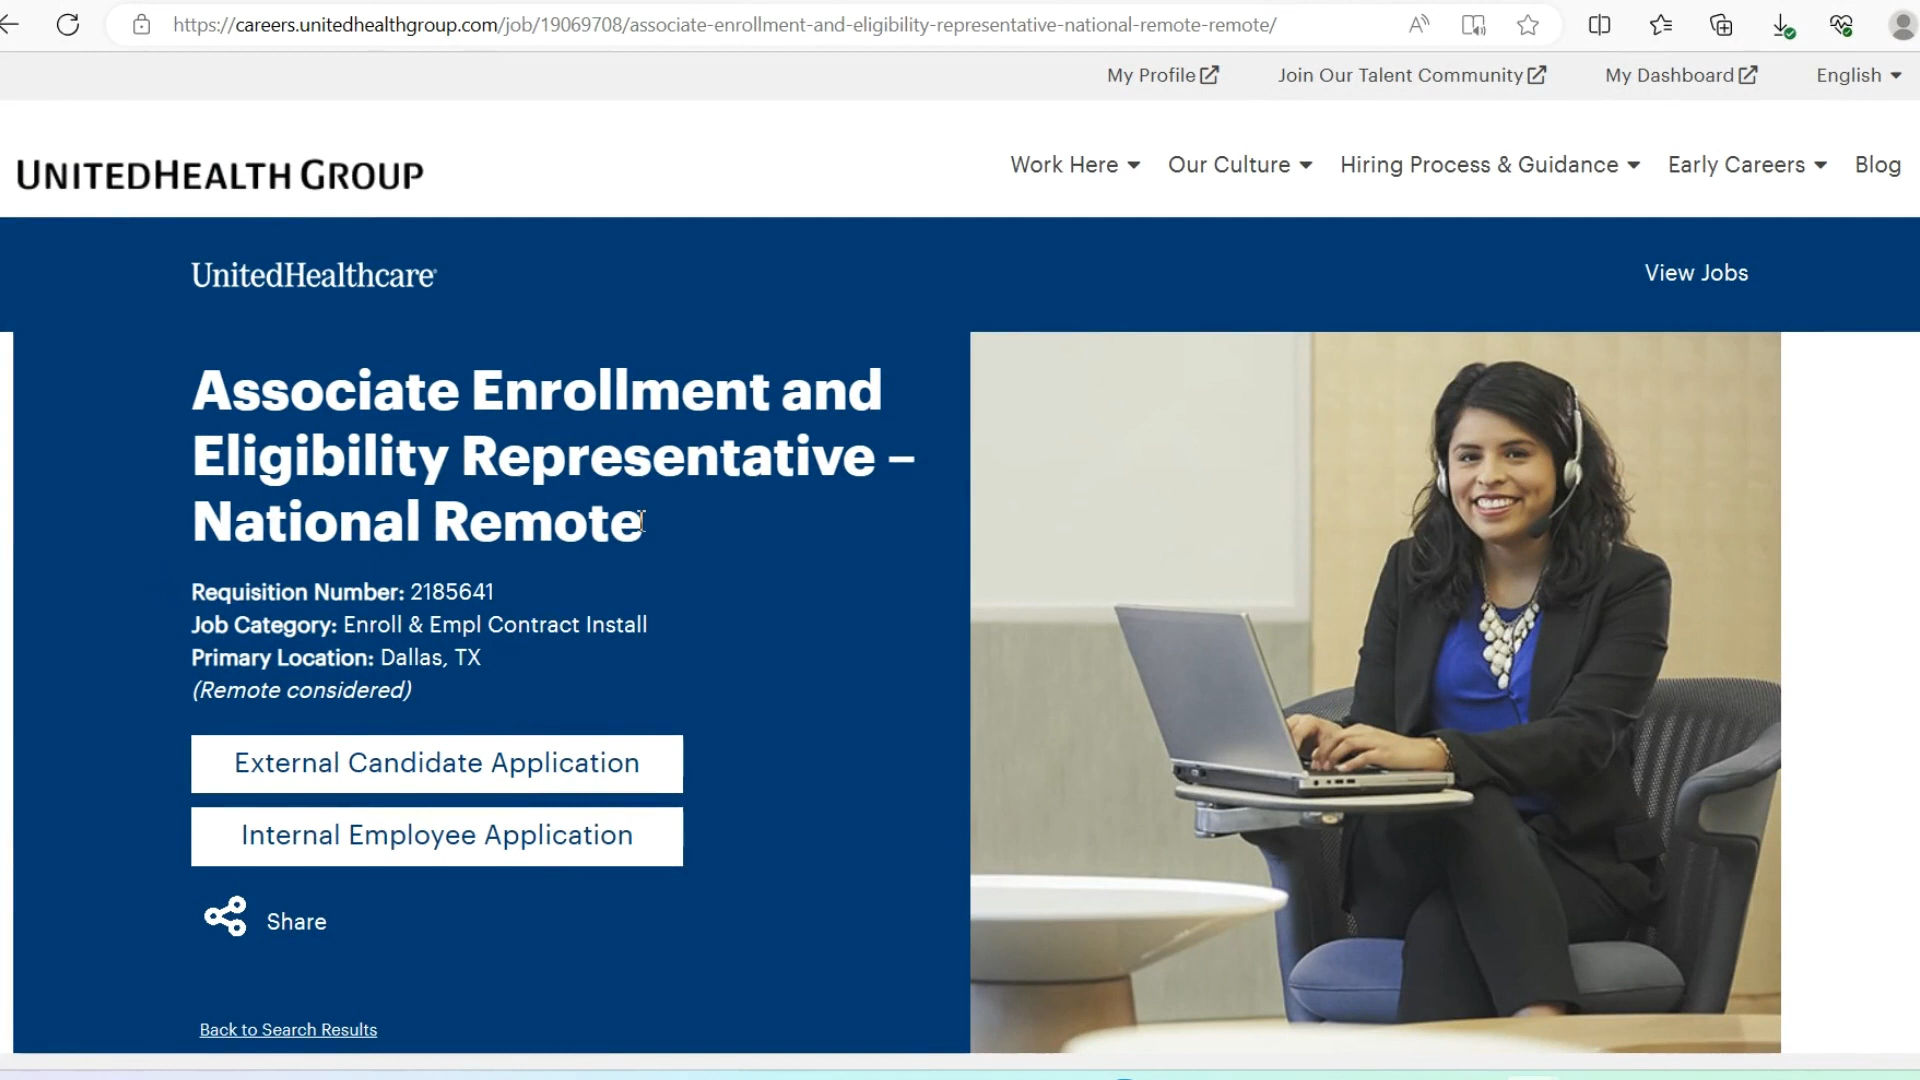 https://careers.unitedhealthgroup.com/job/19069708/associate-enrollment-and-eligibility-representative-national-remote-remote/
My Profile Join Our Talent Community My Dashboard English
UNITEDHEALTH GROUP
Work Here Our Culture Hiring Process & Guidance Early Careers Blog
UnitedHealthcare
View Jobs
Associate Enrollment and
Eligibility Representative –
National Remote
Requisition Number: 2185641
Job Category: Enroll & Empl Contract Install
Primary Location: Dallas, TX
(Remote considered)
External Candidate Application
Internal Employee Application
Share
Back to Search Results